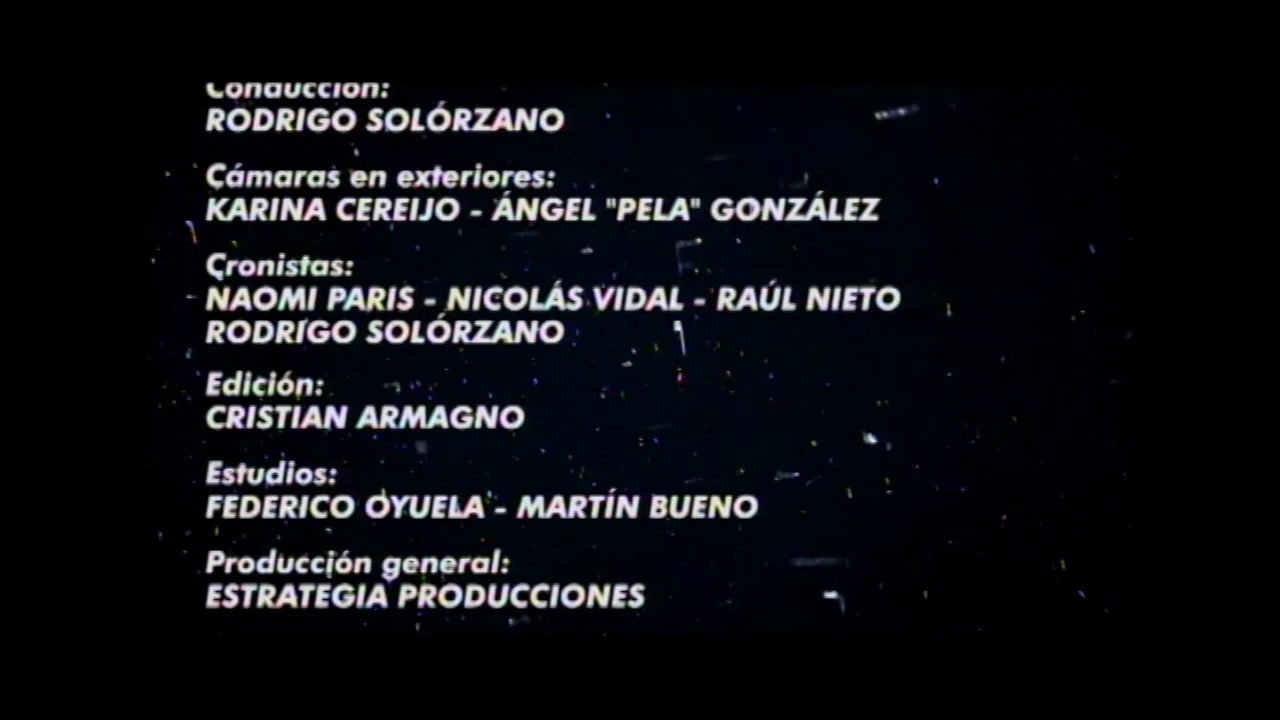 Conducción:
RODRIGO SOLÓRZANO
Cámaras en exteriores:
KARINA CEREIJO - ÁNGEL "PELA" GONZÁLEZ
Cronistas:
NAOMI PARIS - NICOLÁS VIDAL - RAÚL NIETO
RODRIGO SOLÓRZANO
Edición:
CRISTIAN ARMAGNO
Estudios:
FEDERICO OYUELA - MARTÍN BUENO
Producción general:
ESTRATEGIA PRODUCCIONES